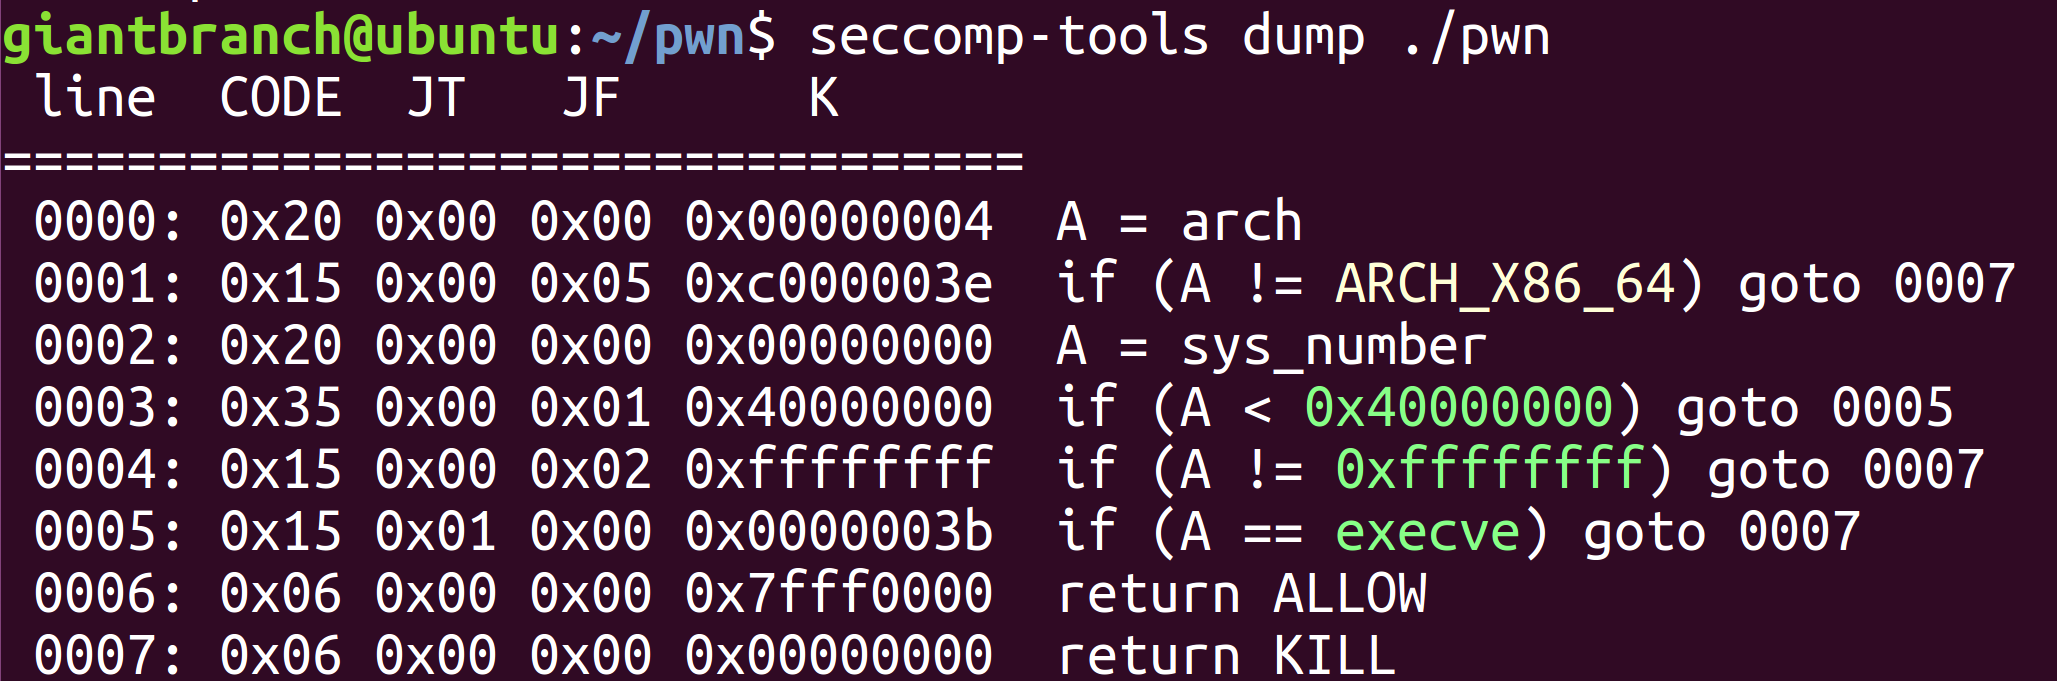 giantbranch@ubuntu:~/pwn$ seccomp-tools dump ./pwn
 line  CODE  JT   JF      K
=================================
 0000: 0x20 0x00 0x00 0x00000004  A = arch
 0001: 0x15 0x00 0x05 0xc000003e  if (A != ARCH_X86_64) goto 0007
 0002: 0x20 0x00 0x00 0x00000000  A = sys_number
 0003: 0x35 0x00 0x01 0x40000000  if (A < 0x40000000) goto 0005
 0004: 0x15 0x00 0x02 0xffffffff  if (A != 0xffffffff) goto 0007
 0005: 0x15 0x01 0x00 0x0000003b  if (A == execve) goto 0007
 0006: 0x06 0x00 0x00 0x7fff0000  return ALLOW
 0007: 0x06 0x00 0x00 0x00000000  return KILL